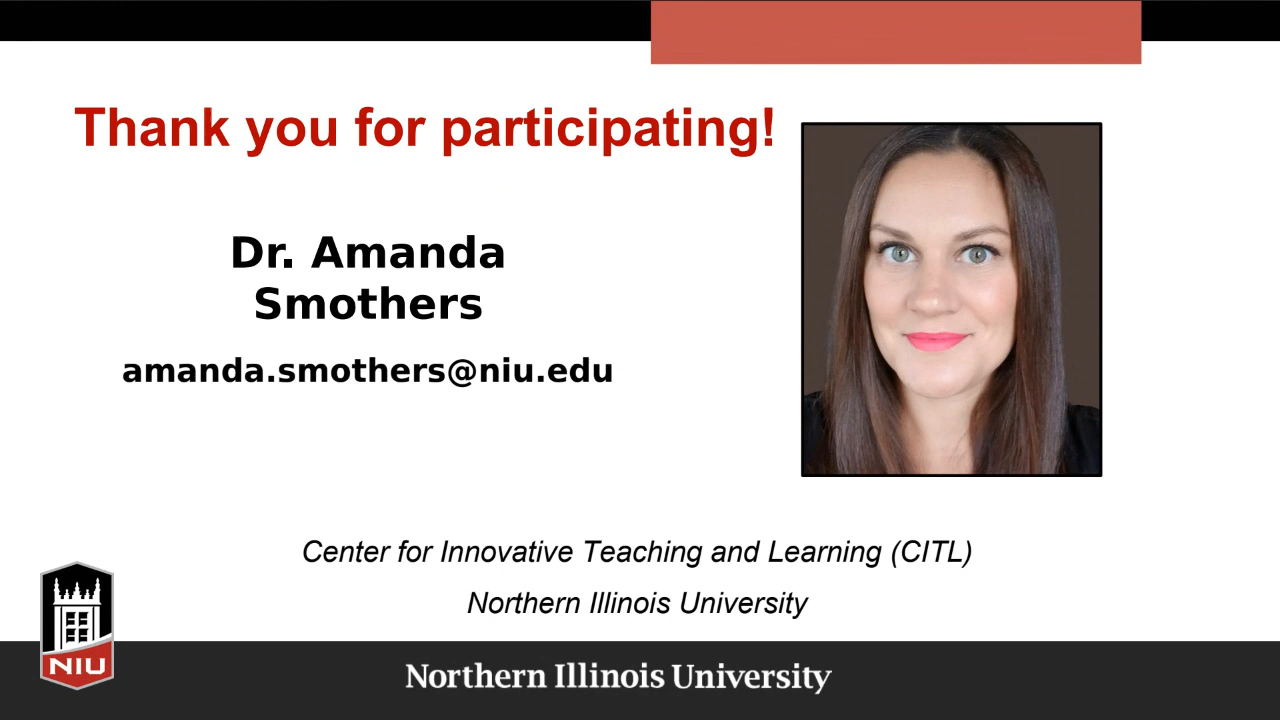 Thank you for participating!
Dr. Amanda
Smothers
amanda.smothers@niu.edu
Center for Innovative Teaching and Learning (CITL)
Northern Illinois University
NIU
Northern Illinois University